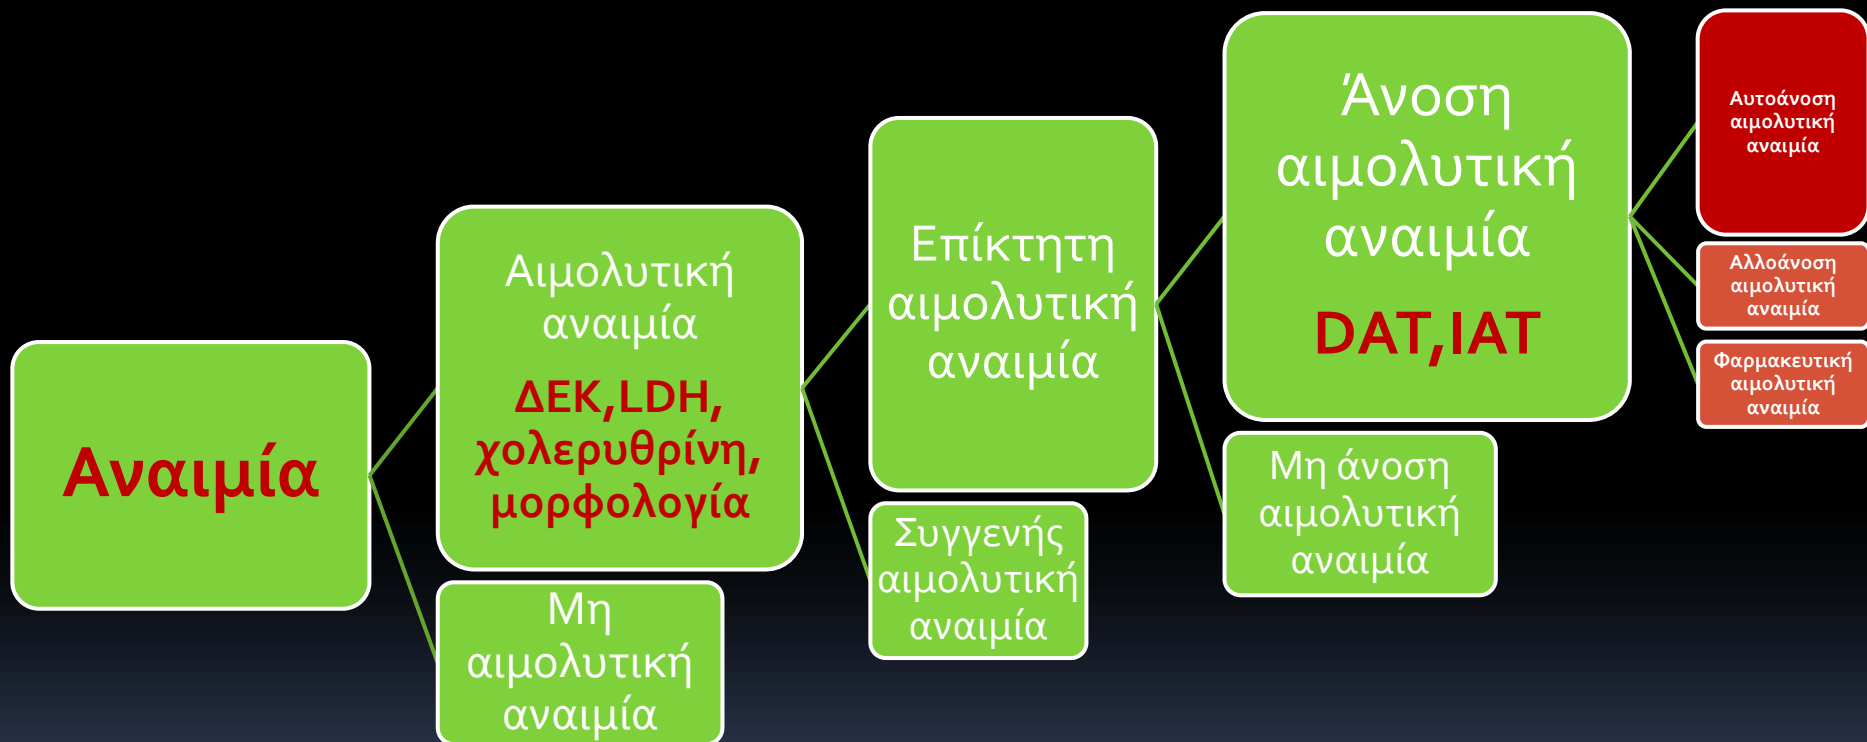 Αναιμία
Αιμολυτική
αναιμία
ΔΕΚ,LDH,
χολερυθρίνη,
μορφολογία
Μη
αιμολυτική
αναιμία
Επίκτητη
αιμολυτική
αναιμία
Συγγενής
αιμολυτική
αναιμία
Άνοση
αιμολυτική
αναιμία
DAT,IAT
Μη άνοση
αιμολυτική
αναιμία
Αυτοάνοση
αιμολυτική
αναιμία
Αλλοάνοση
αιμολυτική
αναιμία
Φαρμακευτική
αιμολυτική
αναιμία